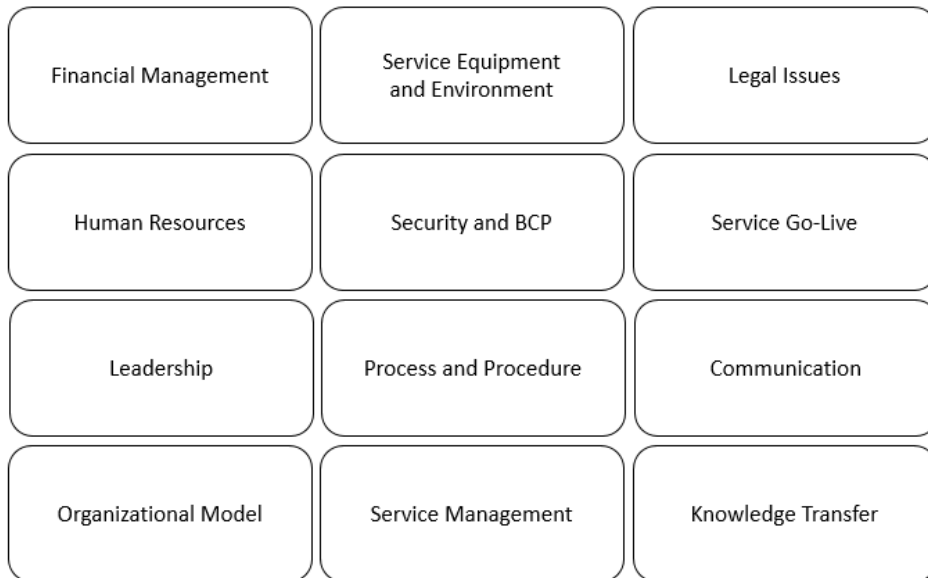 Financial Management
Service Equipment
and Environment
Legal Issues
Human Resources
Security and BCP
Service Go-Live
Leadership
Process and Procedure
Communication
Organizational Model
Service Management
Knowledge Transfer